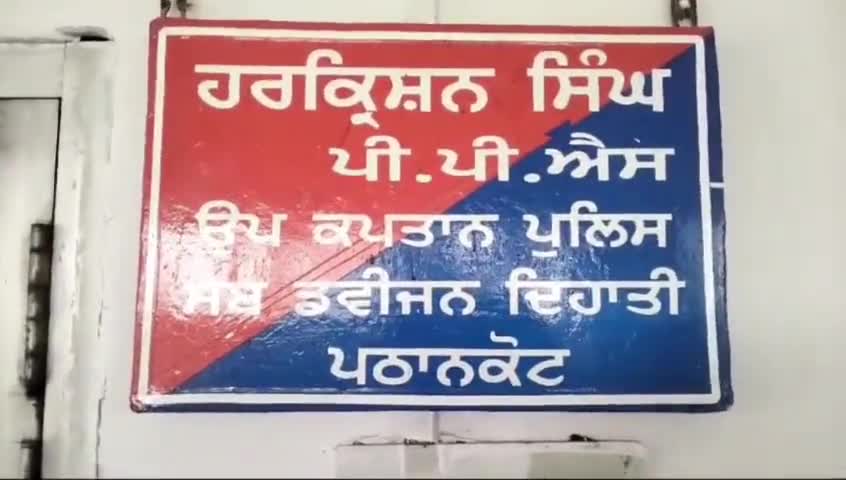 ਹਰਕ੍ਰਿਸ਼ਨ ਸਿੰਘ
ਪੀ.ਪੀ.ਐਸ
ਉਪ ਕਪਤਾਨ ਪੁਲਿਸ
ਸਬ ਡਵੀਜਨ ਦਿਹਾਤੀ
ਪਠਾਨਕੋਟ